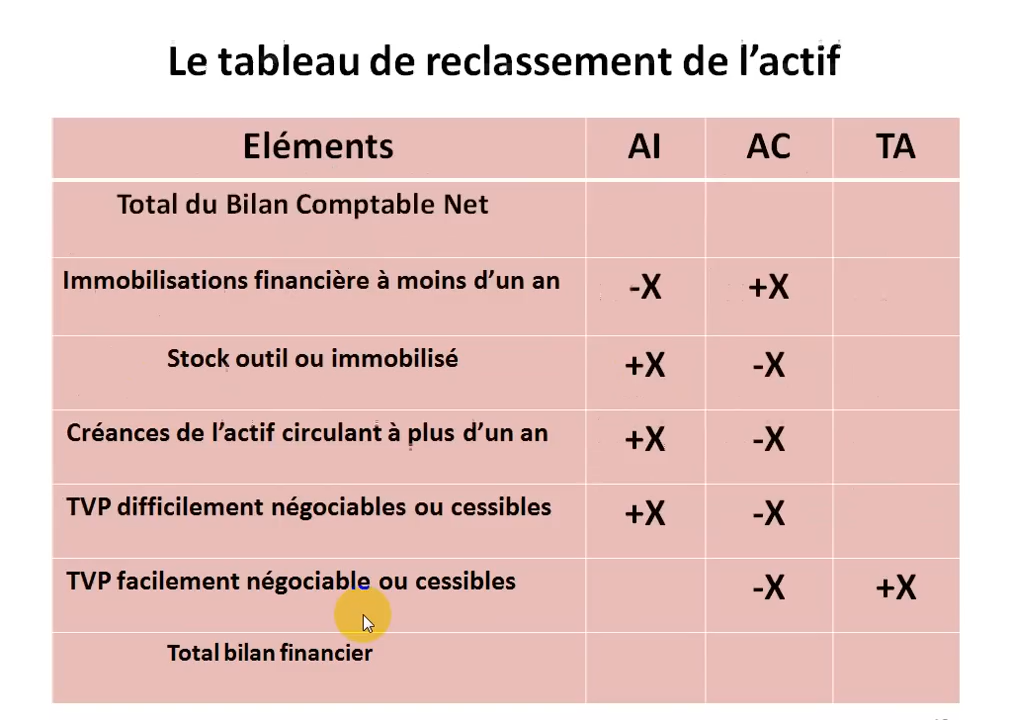 Le tableau de reclassement de l’actif
Eléments AI AC TA
Total du Bilan Comptable Net
Immobilisations financière à moins d’un an -X +X
Stock outil ou immobilisé +X -X
Créances de l’actif circulant à plus d’un an +X -X
TVP difficilement négociables ou cessibles +X -X
TVP facilement négociable ou cessibles -X +X
Total bilan financier